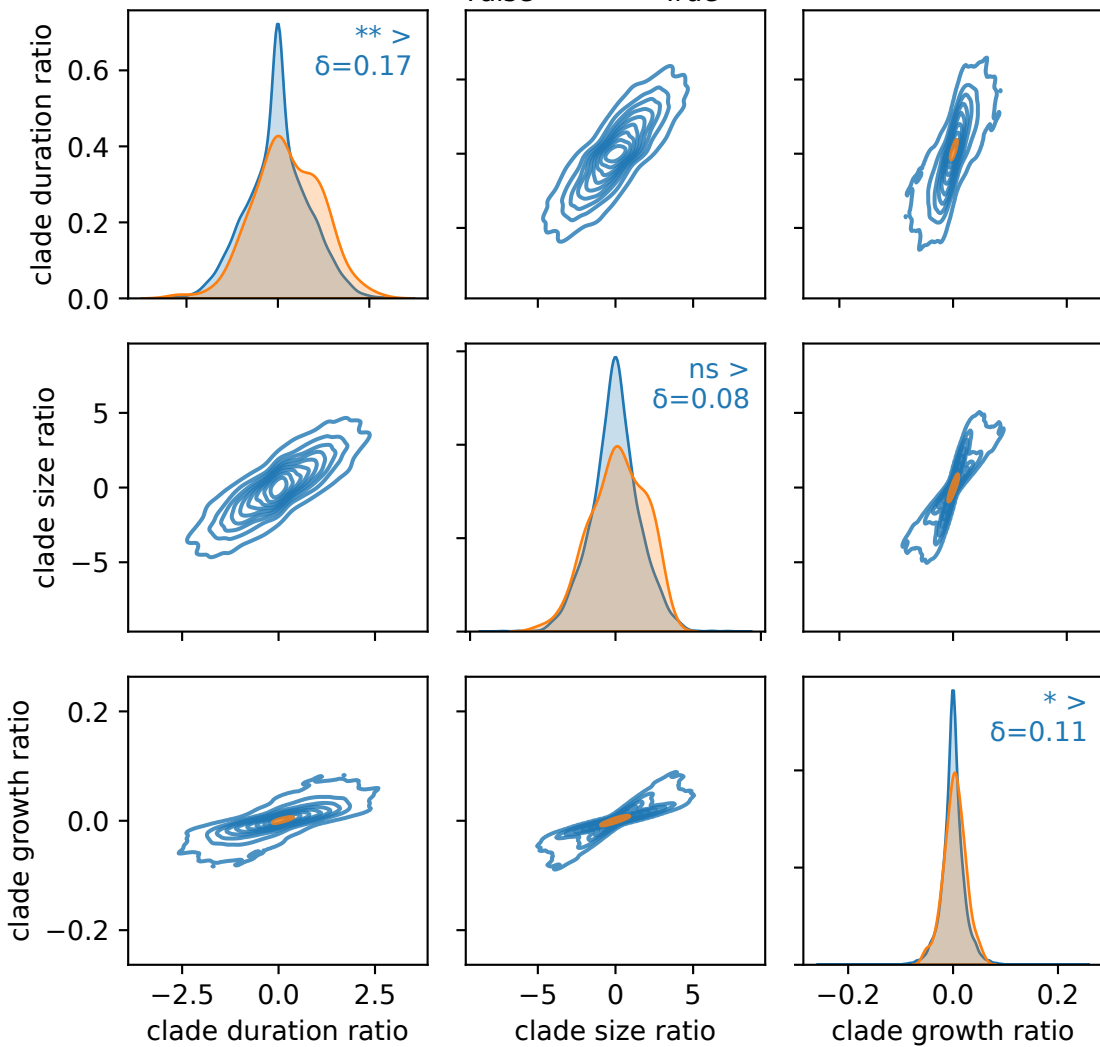 clade duration ratio
0.6
0.4
0.2
0.0
** >
δ=0.17
clade size ratio
5
0
−5
ns >
δ=0.08
clade growth ratio
0.2
0.0
−0.2
* >
δ=0.11
−2.5 0.0 2.5
−5 0 5
−0.2 0.0 0.2
clade duration ratio
clade size ratio
clade growth ratio